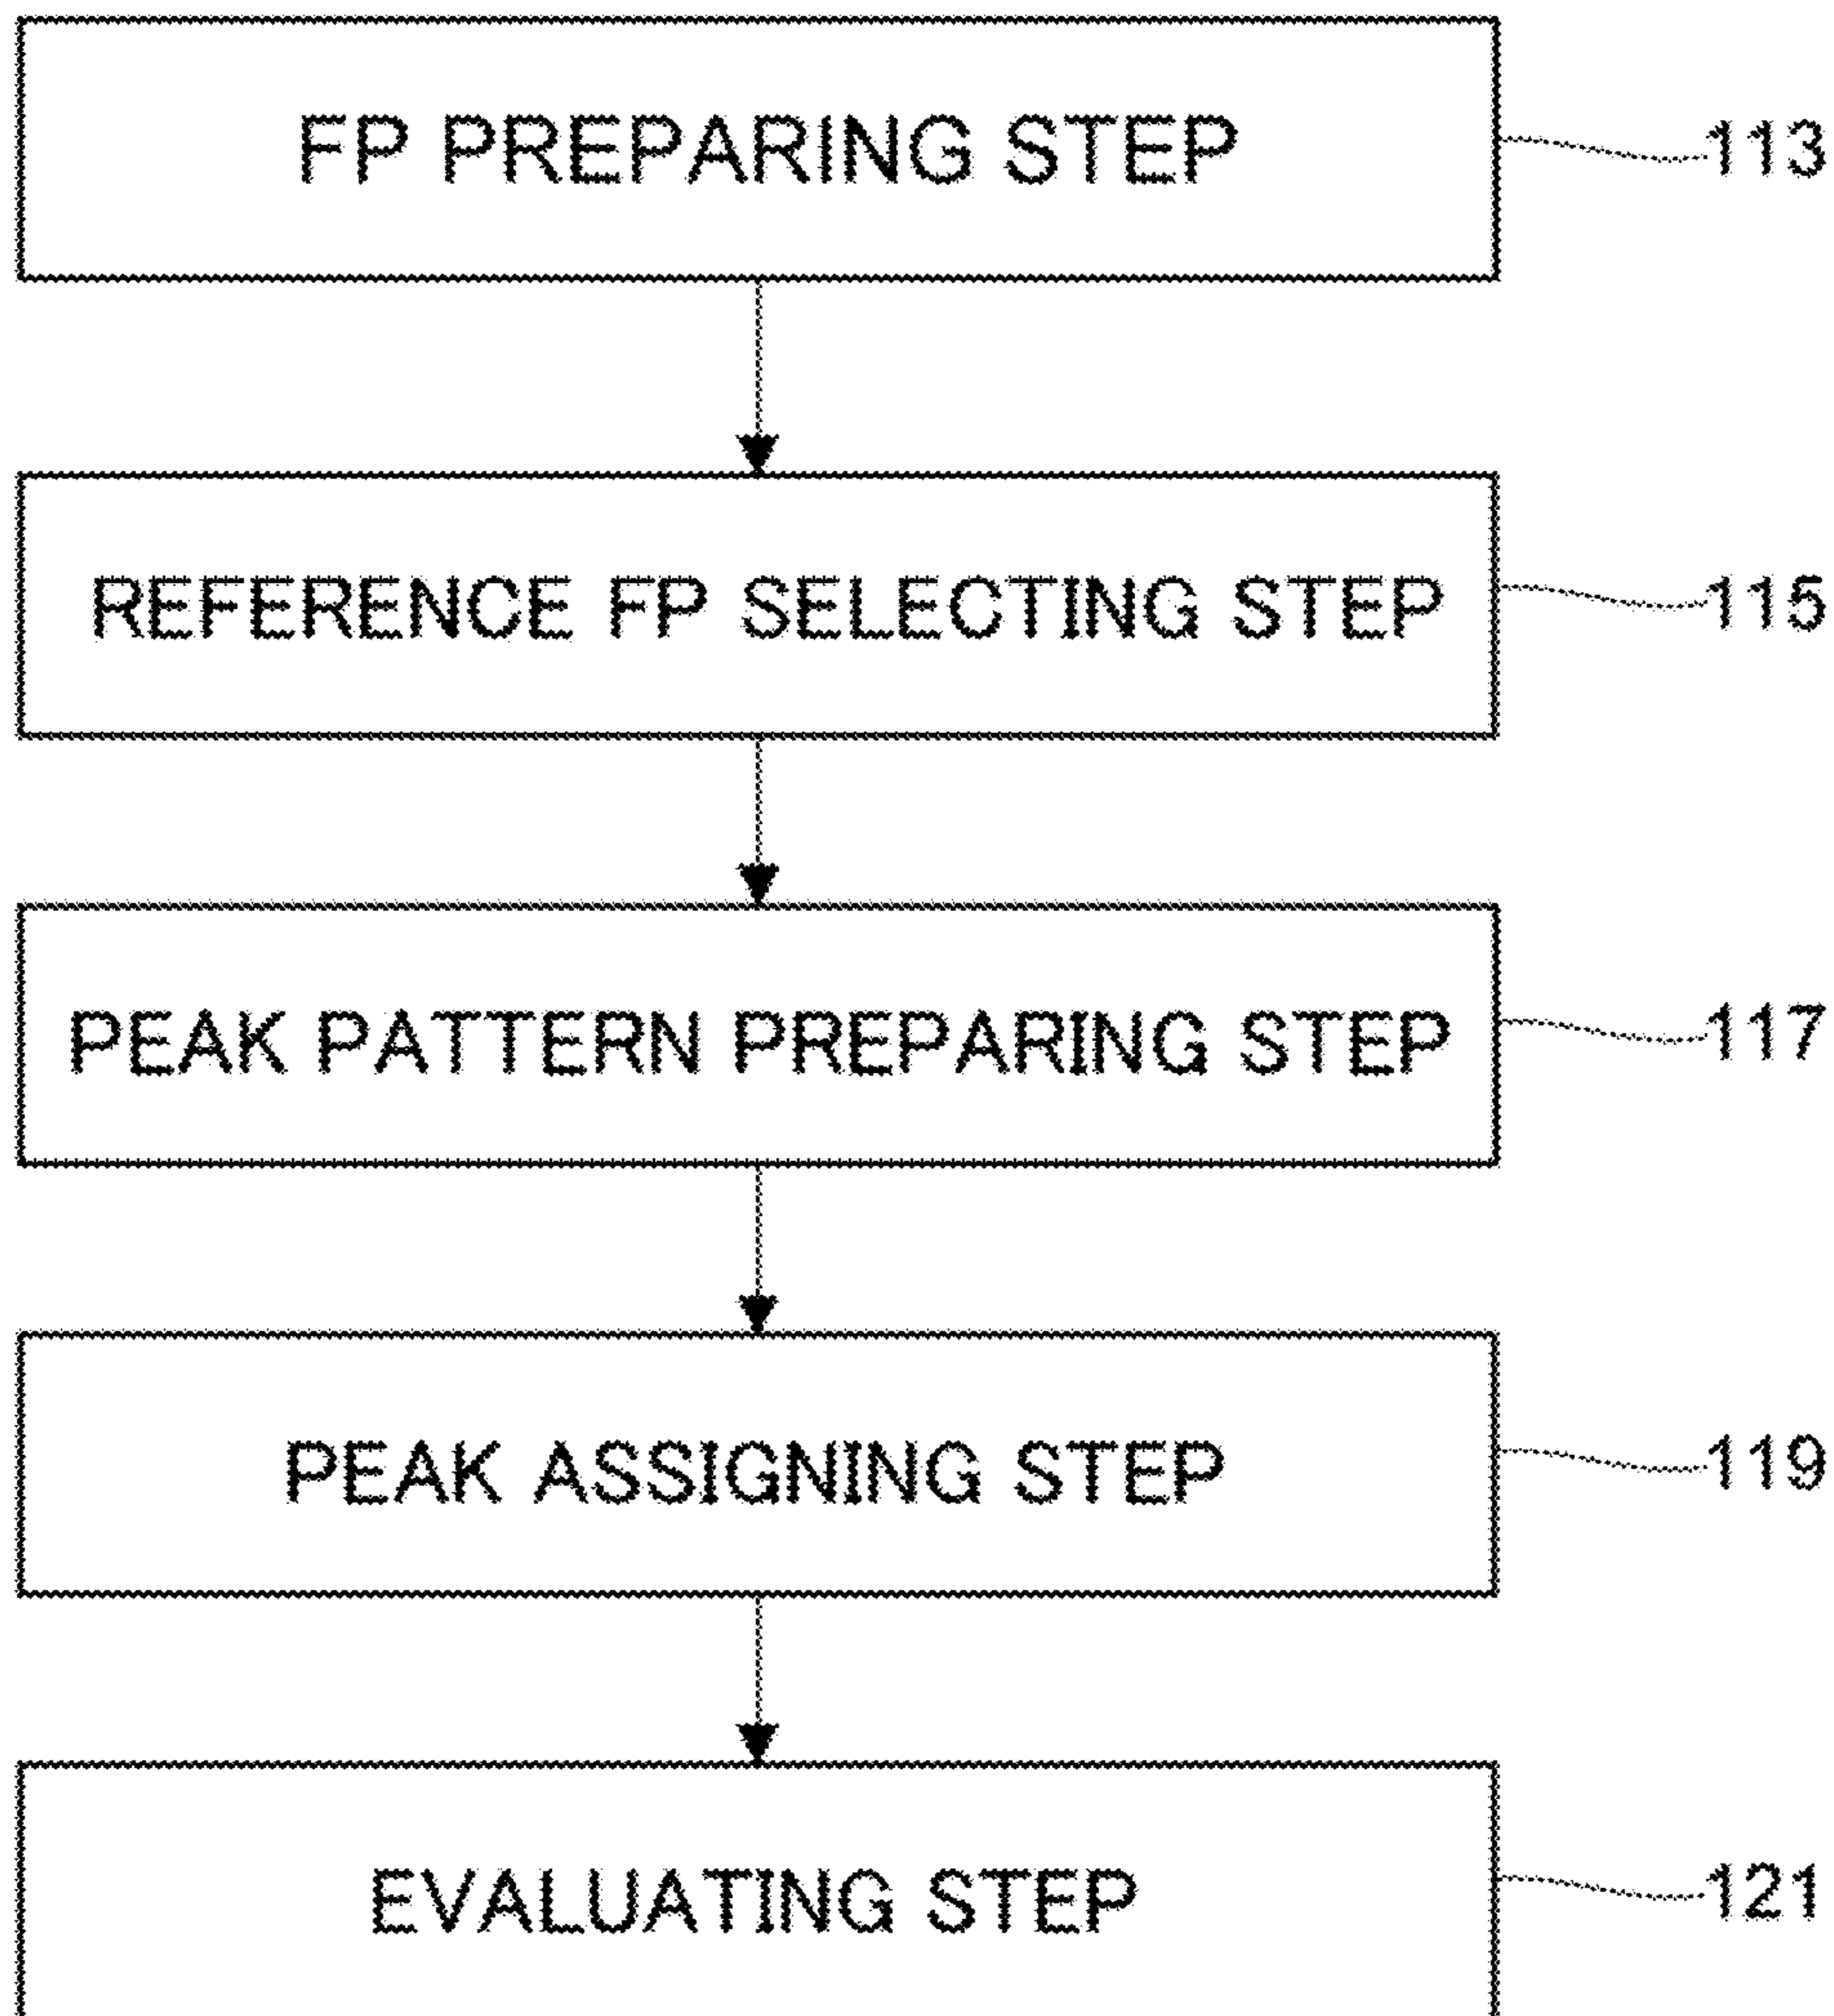 FP PREPARING STEP
113
REFERENCE FP SELECTING STEP
115
PEAK PATTERN PREPARING STEP
117
PEAK ASSIGNING STEP
119
EVALUATING STEP
121